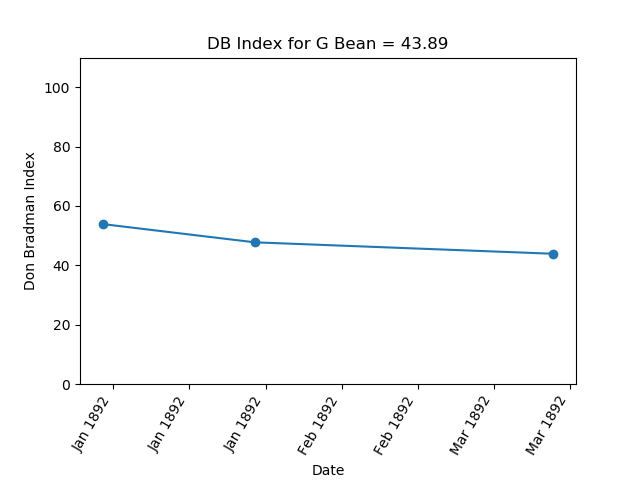 DB Index for G Bean = 43.89
100
80
60
40
20
0
Don Bradman Index
Jan 1892
Jan 1892
Jan 1892
Feb 1892
Feb 1892
Mar 1892
Mar 1892
Date